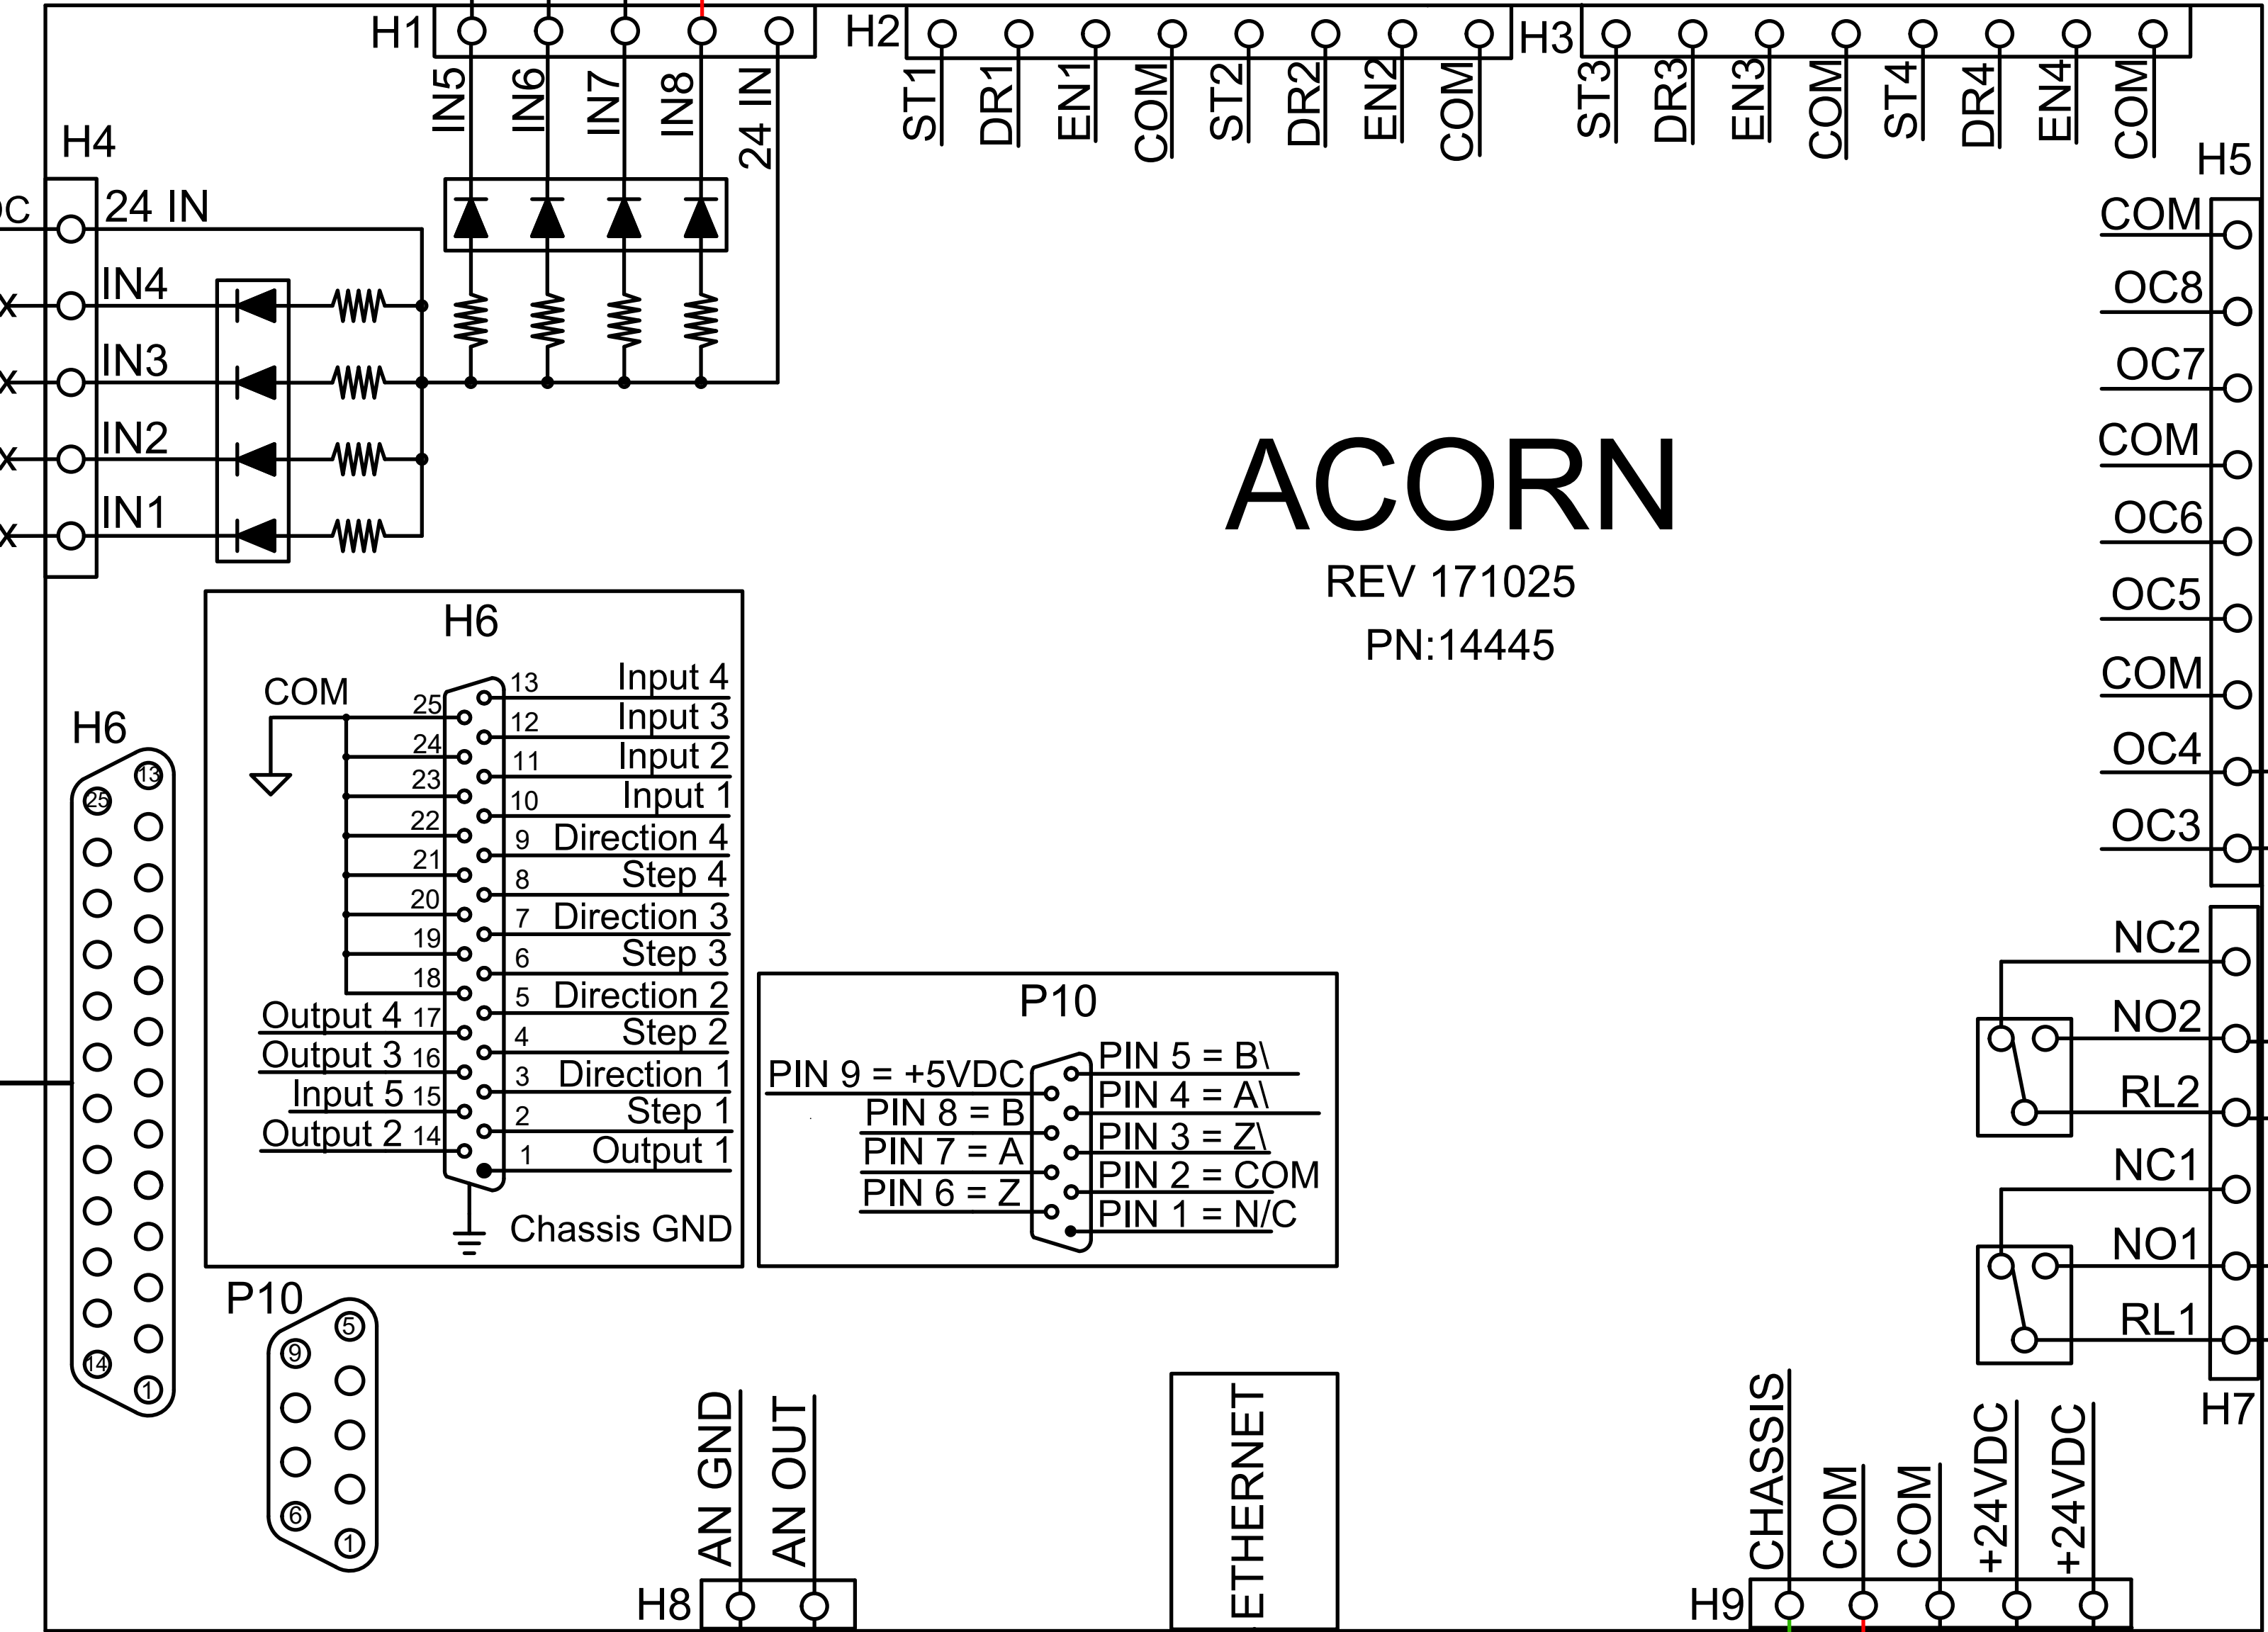 H1
IN5
IN6
IN7
IN8
24 IN
H2
ST1
DR1
EN1
COM
ST2
DR2
EN2
COM
H3
ST3
DR3
EN3
COM
ST4
DR4
EN4
COM
H4
24 IN
IN4
IN3
IN2
IN1
X
X
X
X
H5
COM
OC8
OC7
COM
OC6
OC5
COM
OC4
OC3
ACORN
REV 171025
PN:14445
H6
COM
13 Input 4
25
12 Input 3
24
11 Input 2
23
10 Input 1
22
9 Direction 4
21
8 Step 4
20
7 Direction 3
19
6 Step 3
18
5 Direction 2
Output 4 17
4 Step 2
Output 3 16
3 Direction 1
Input 5 15
2 Step 1
Output 2 14
1 Output 1
Chassis GND
H6
13
25
14
1
P10
PIN 5 = B\
PIN 9 = +5VDC
PIN 4 = A\
PIN 8 = B
PIN 3 = Z\
PIN 7 = A
PIN 2 = COM
PIN 6 = Z
PIN 1 = N/C
P10
5
9
6
1
NC2
NO2
RL2
NC1
NO1
RL1
H7
H8
AN GND
AN OUT
ETHERNET
H9
CHASSIS
COM
COM
+24VDC
+24VDC